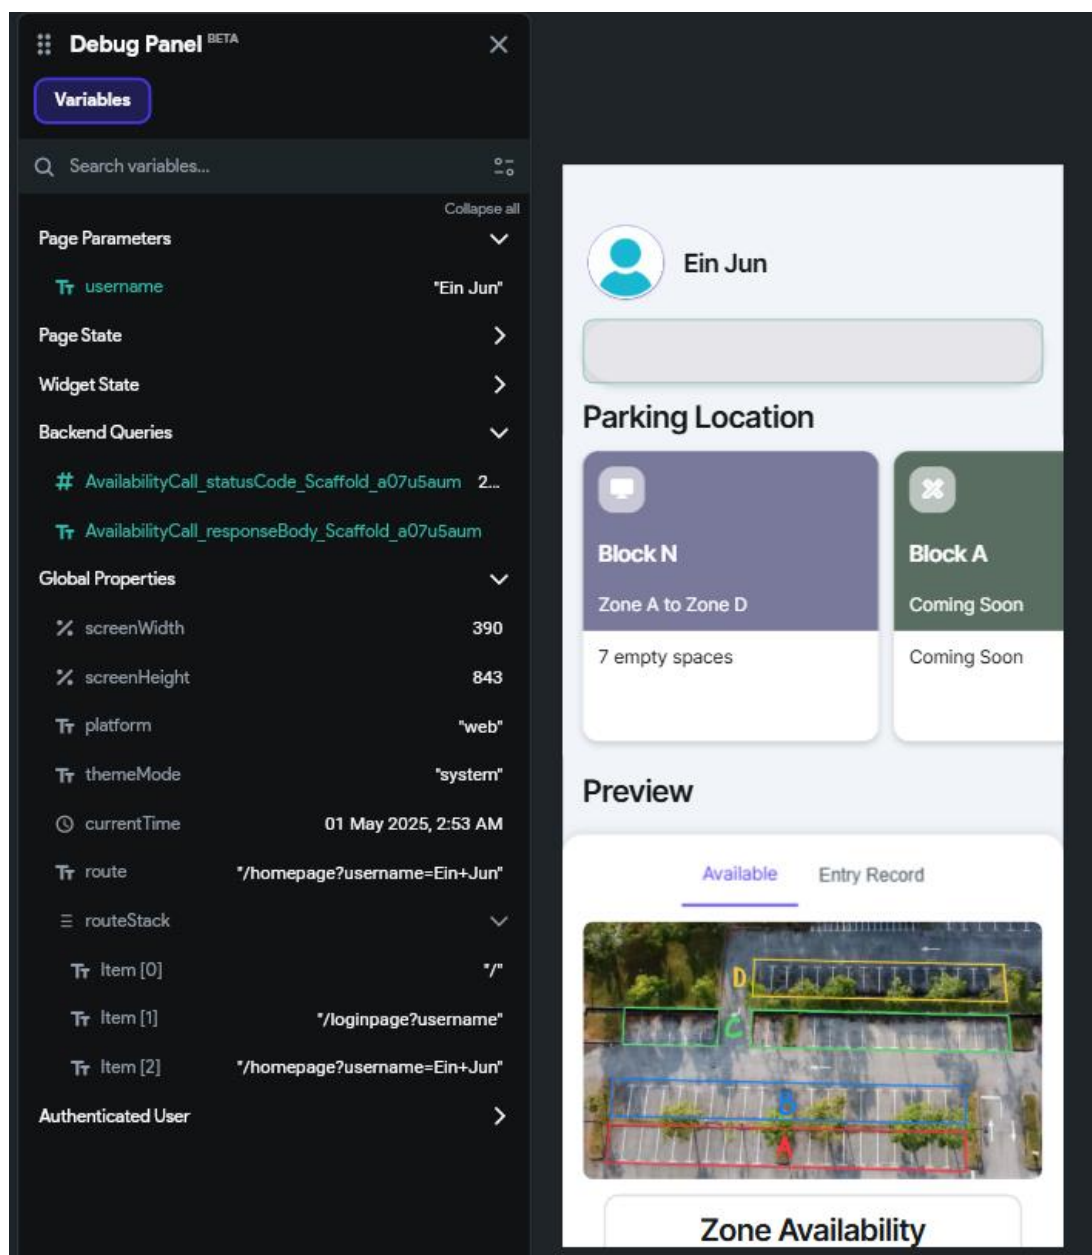 Debug Panel BETA
Variables
Search variables...
Collapse all
Page Parameters
username "Ein Jun"
Page State
Widget State
Backend Queries
# AvailabilityCall_statusCode_Scaffold_a07u5aum 2...
AvailabilityCall_responseBody_Scaffold_a07u5aum
Global Properties
screenWidth 390
screenHeight 843
platform "web"
themeMode "system"
currentTime 01 May 2025, 2:53 AM
route "/homepage?username=Ein+Jun"
routeStack
Item [0] "/"
Item [1] "/loginpage?username"
Item [2] "/homepage?username=Ein+Jun"
Authenticated User
Ein Jun
Parking Location
Block N
Zone A to Zone D
7 empty spaces
Block A
Coming Soon
Coming Soon
Preview
Available Entry Record
D
C
B
A
Zone Availability